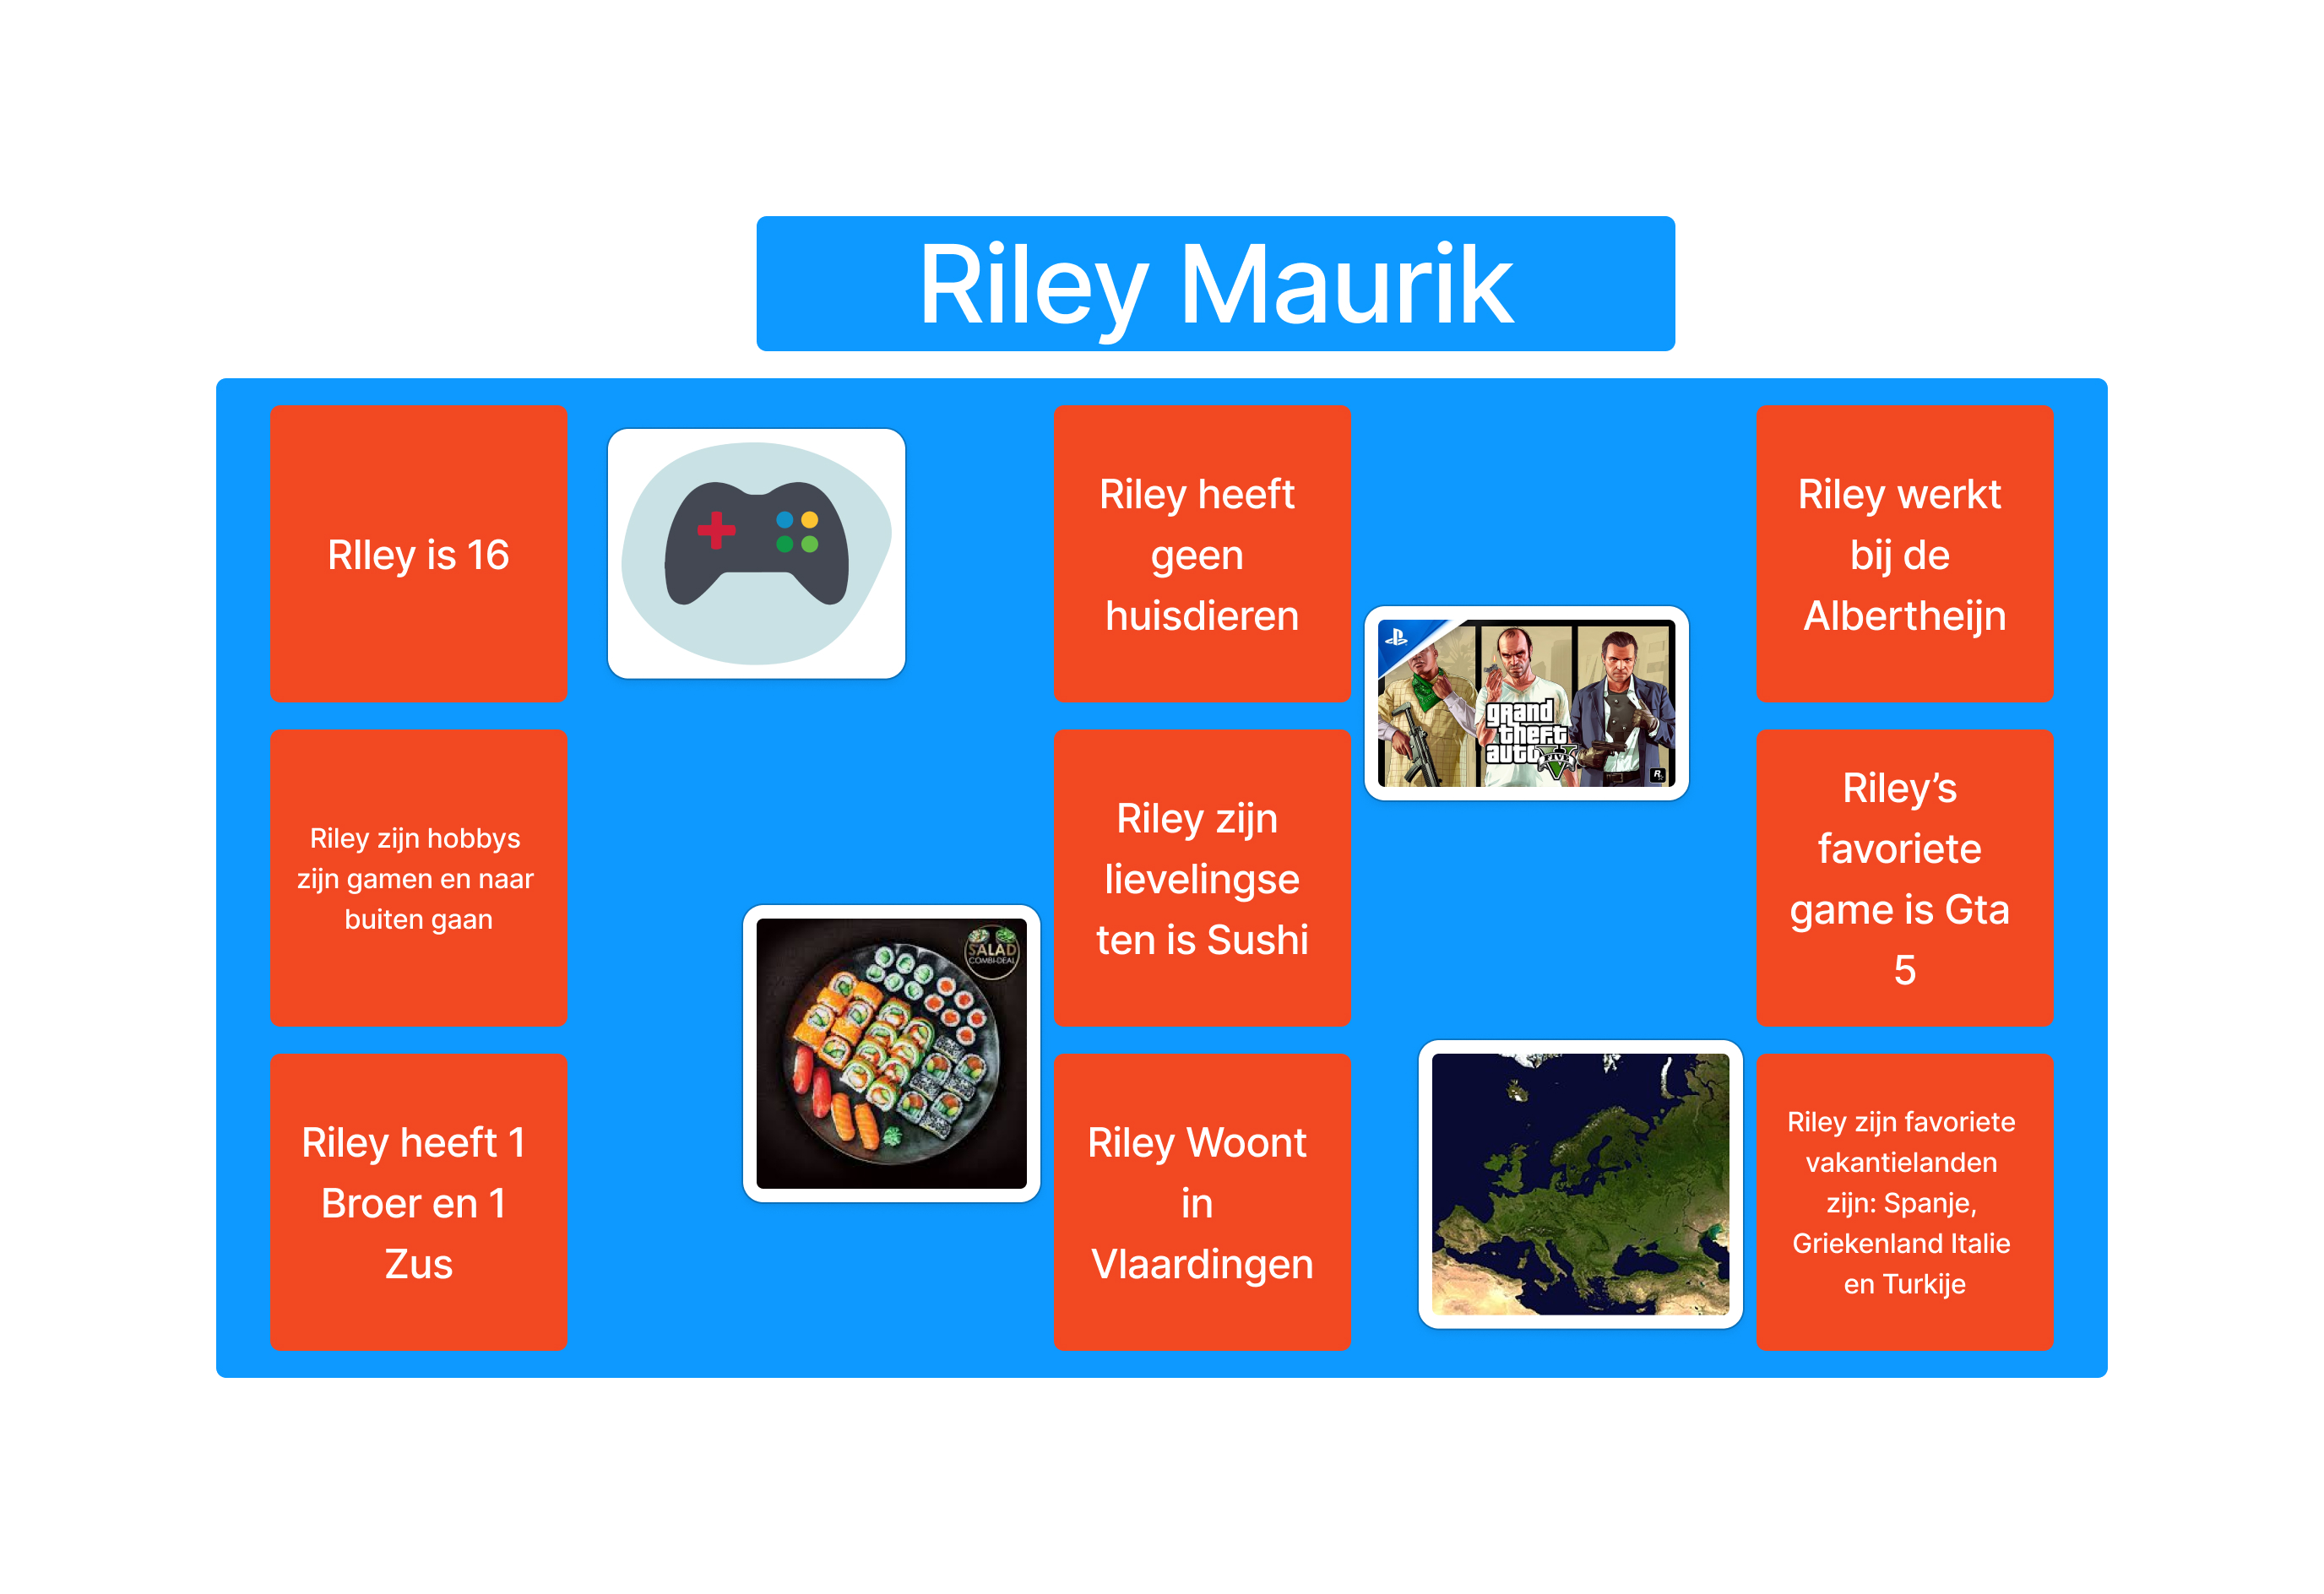 Riley Maurik
RIley is 16
Riley heeft
geen
huisdieren
Riley werkt
bij de
Albertheijn
grand
theft
auto
FIVE
Riley zijn hobbys
zijn gamen en naar
buiten gaan
Riley zijn
lievelingse
ten is Sushi
Riley's
favoriete
game is Gta
5
SALAD
COMBI-DEAL
Riley heeft 1
Broer en 1
Zus
Riley Woont
in
Vlaardingen
Riley zijn favoriete
vakantielanden
zijn: Spanje,
Griekenland Italie
en Turkije